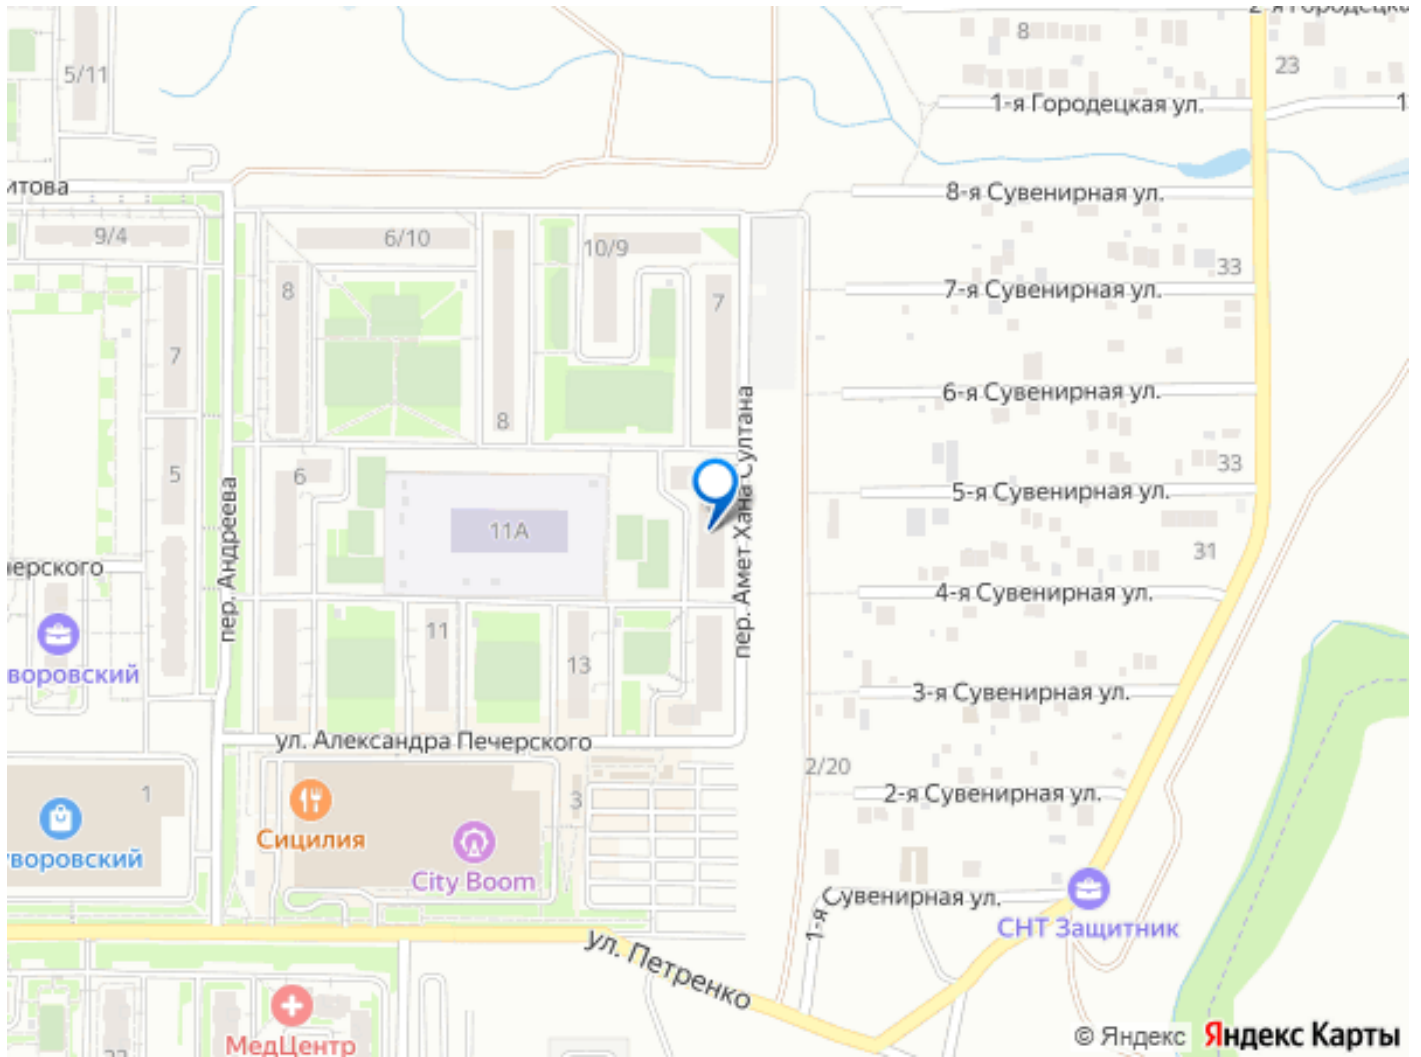 8
23
5/11
1-я Городецкая ул.
итова
8-я Сувенирная ул.
9/4
6/10
10/9
33
8
7-я Сувенирная ул.
7
7
6-я Сувенирная ул.
8
пер. Амет Хана Султана
33
5
6
пер. Андреева
5-я Сувенирная ул.
11А
31
ерского
4-я Сувенирная ул.
11
воровский
13
3-я Сувенирная ул.
ул. Александра Печерского
2/20
1
3
2-я Сувенирная ул.
Сицилия
уворовский
City Boom
1-я Сувенирная ул.
СНТ Защитник
ул. Петренко
МедЦентр
© Яндекс Яндекс Карты